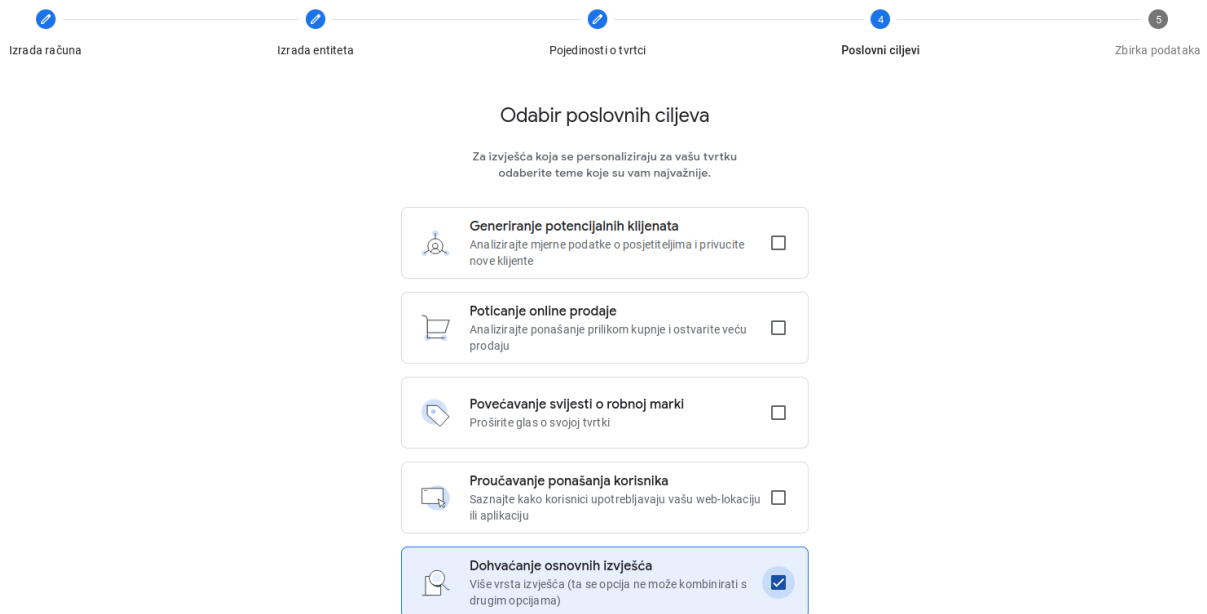 4
5
Izrada računa
Izrada entiteta
Pojedinosti o tvrtci
Poslovni ciljevi
Zbirka podataka
Odabir poslovnih ciljeva
Za izvješća koja se personaliziraju za vašu tvrtku
odaberite teme koje su vam najvažnije.
Generiranje potencijalnih klijenata
Analizirajte mjerne podatke o posjetiteljima i privucite
nove klijente
Poticanje online prodaje
Analizirajte ponašanje prilikom kupnje i ostvarite veću
prodaju
Povećavanje svijesti o robnoj marki
Proširite glas o svojoj tvrtki
Proučavanje ponašanja korisnika
Saznajte kako korisnici upotrebljavaju vašu web-lokaciju
ili aplikaciju
Dohvaćanje osnovnih izvješća
Više vrsta izvješća (ta se opcija ne može kombinirati s
drugim opcijama)